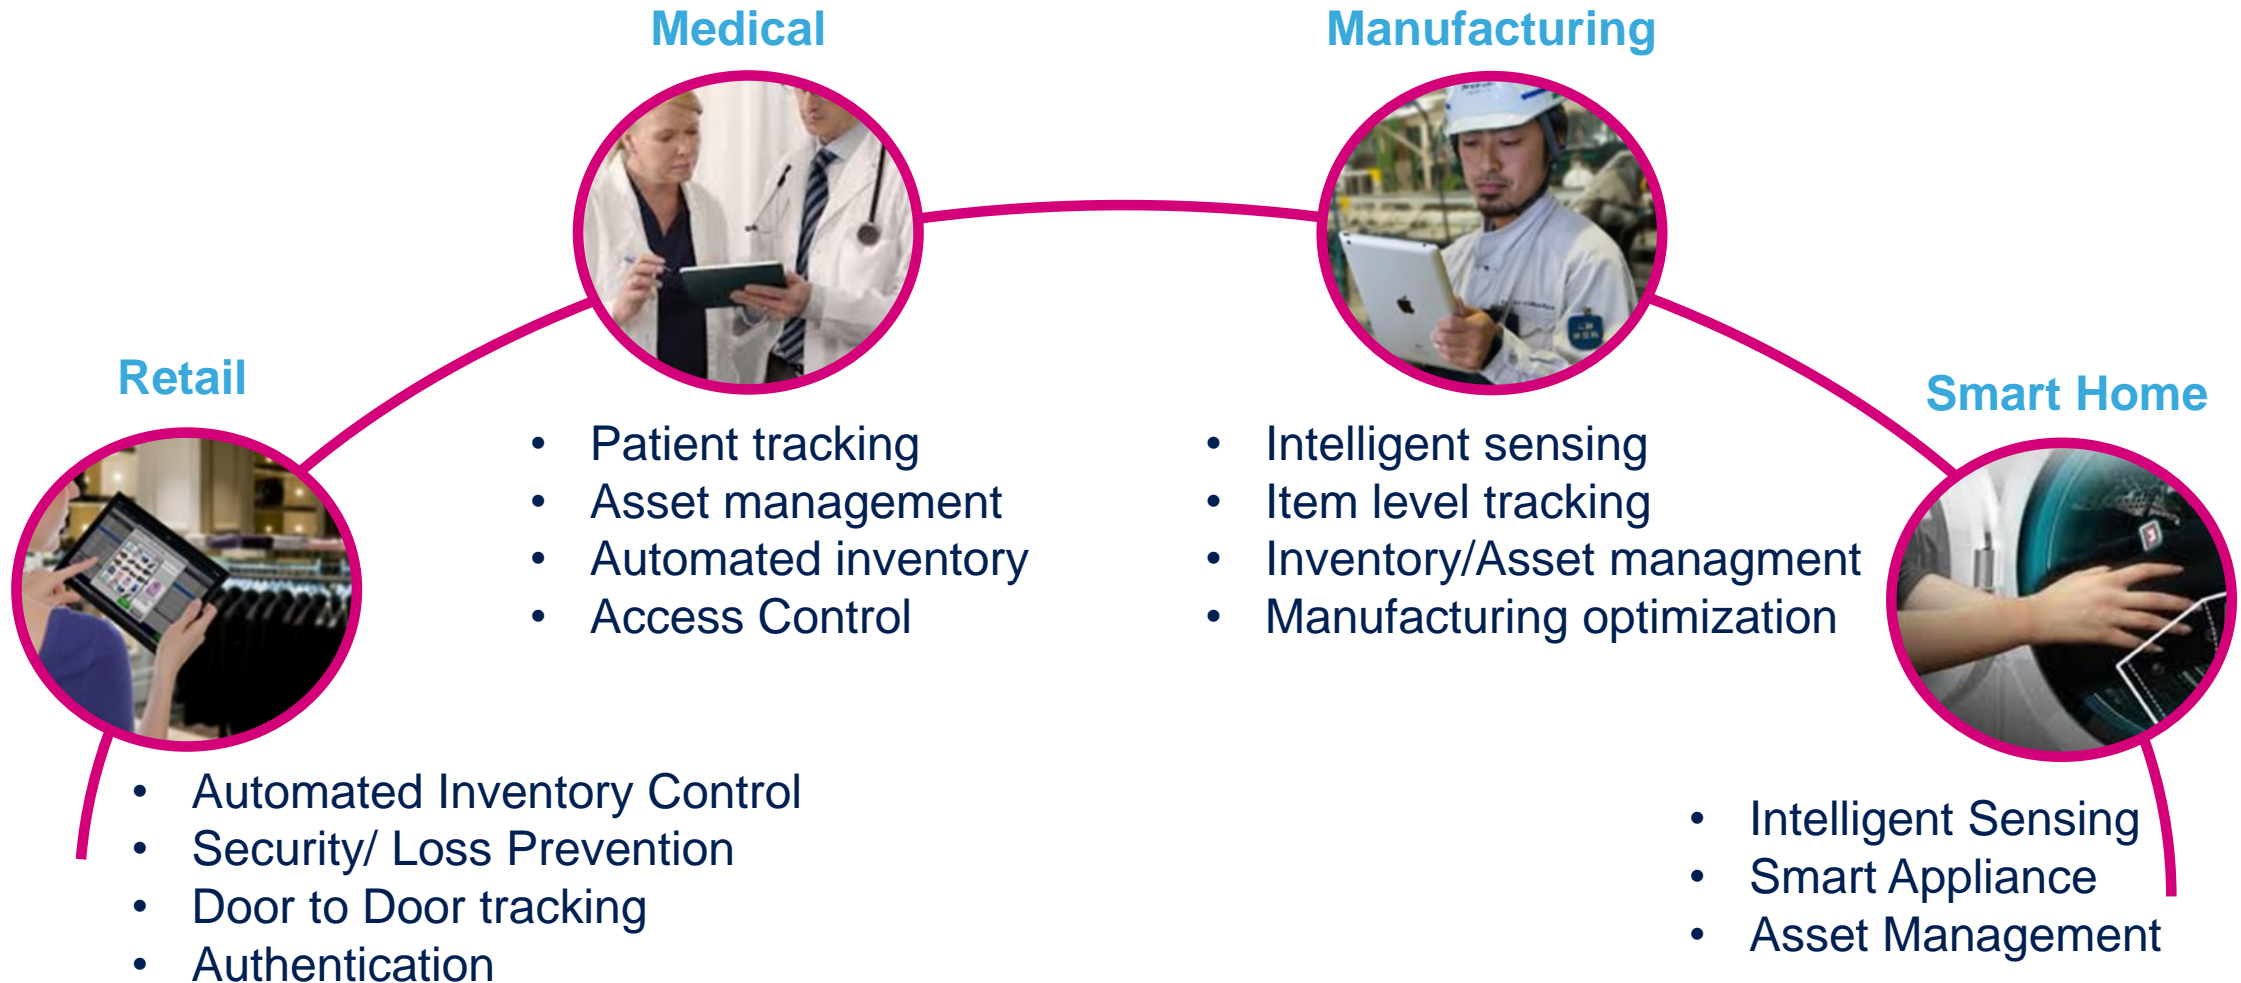 Medical
Manufacturing
Retail
Smart Home
• Patient tracking
• Asset management
• Automated inventory
• Access Control
• Intelligent sensing
• Item level tracking
• Inventory/Asset managment
• Manufacturing optimization
• Automated Inventory Control
• Security/ Loss Prevention
• Door to Door tracking
• Authentication
• Intelligent Sensing
• Smart Appliance
• Asset Management